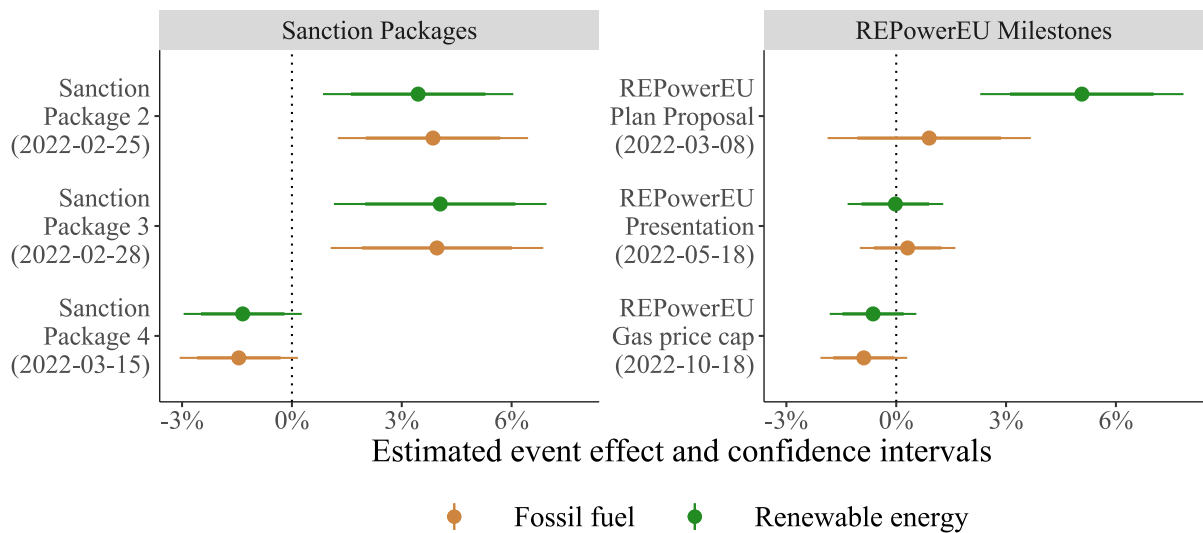 Sanction Packages
REPowerEU Milestones
Sanction
Package 2
(2022-02-25)
Sanction
Package 3
(2022-02-28)
Sanction
Package 4
(2022-03-15)
REPowerEU
Plan Proposal
(2022-03-08)
REPowerEU
Presentation
(2022-05-18)
REPowerEU
Gas price cap
(2022-10-18)
-3% 0% 3% 6%
-3% 0% 3% 6%
Estimated event effect and confidence intervals
Fossil fuel Renewable energy